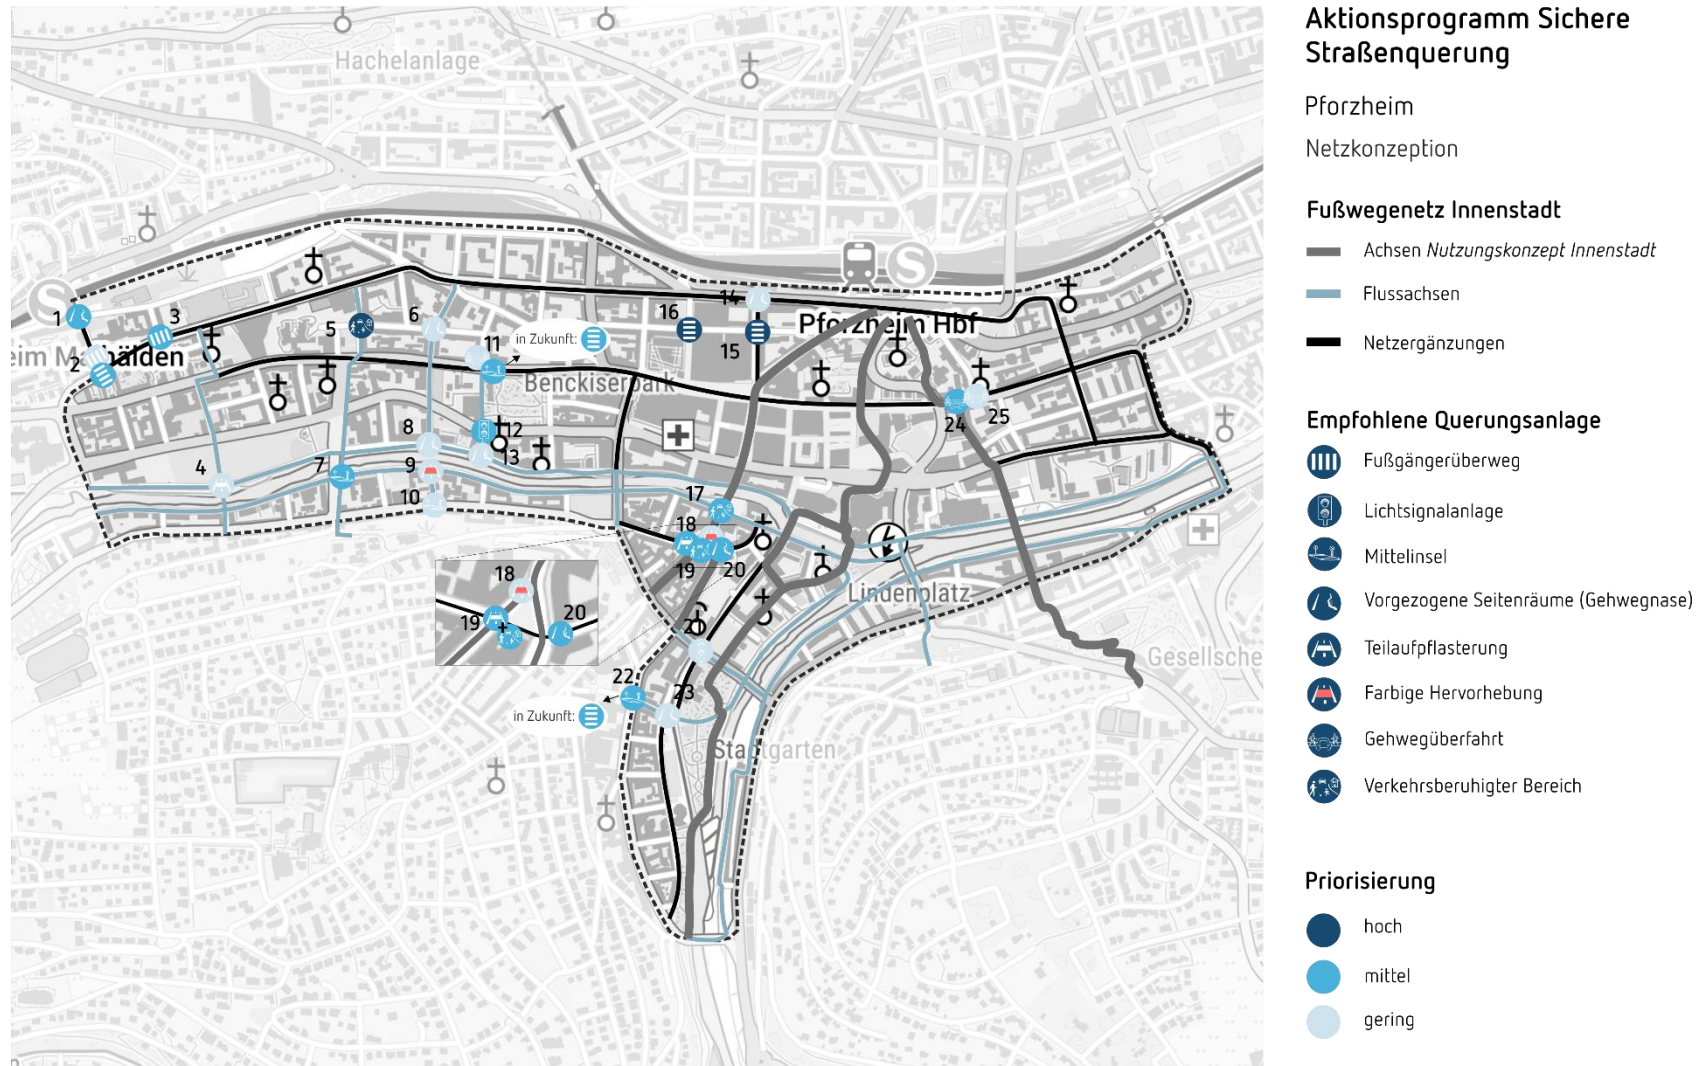 Aktionsprogramm Sichere
Straßenquerung
Pforzheim
Netzkonzeption
Fußwegenetz Innenstadt
Achsen Nutzungskonzept Innenstadt
Flussachsen
Netzergänzungen
Empfohlene Querungsanlage
Fußgängerüberweg
Lichtsignalanlage
Mittelinsel
Vorgezogene Seitenräume (Gehwegnase)
Teilaufpflasterung
Farbige Hervorhebung
Gehwegüberfahrt
Verkehrsberuhigter Bereich
Priorisierung
hoch
mittel
gering
Hachelanlage
S
S
1
2
3
4
5
6
7
8
9
10
11
in Zukunft:
12
13
14
15
16
Pforzheim Hbf
Benckiserpark
17
18
19
20
18
19
20
21
22
23
in Zukunft:
24
25
Lindenplatz
Stadtgarten
Gesellsche